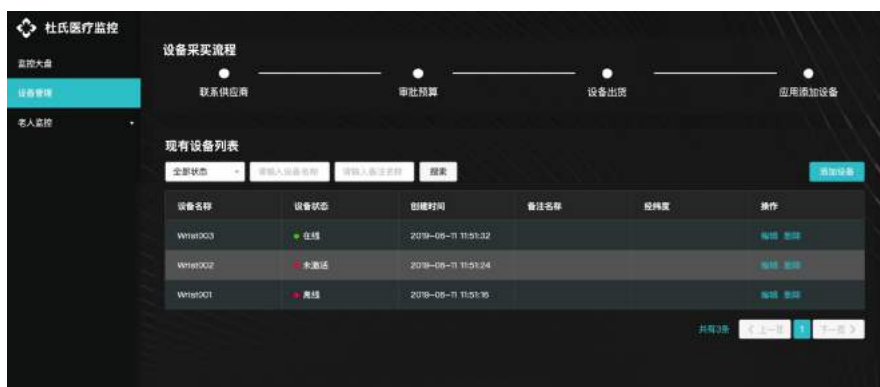 杜氏医疗监控
监控大盘
设备管理
老人监控
设备采买流程
联系供应商 审批预算 设备出货 应用添加设备
现有设备列表
全部状态 请输入设备名称 请输入备注名称 搜索 添加设备
设备名称 设备状态 创建时间 备注名称 经纬度 操作
Wrist003 在线 2019-06-11 11:51:32 编辑 删除
Wrist002 未激活 2019-06-11 11:51:24 编辑 删除
Wrist001 离线 2019-06-11 11:51:16 编辑 删除
共有3条 < 上一页 1 下一页 >